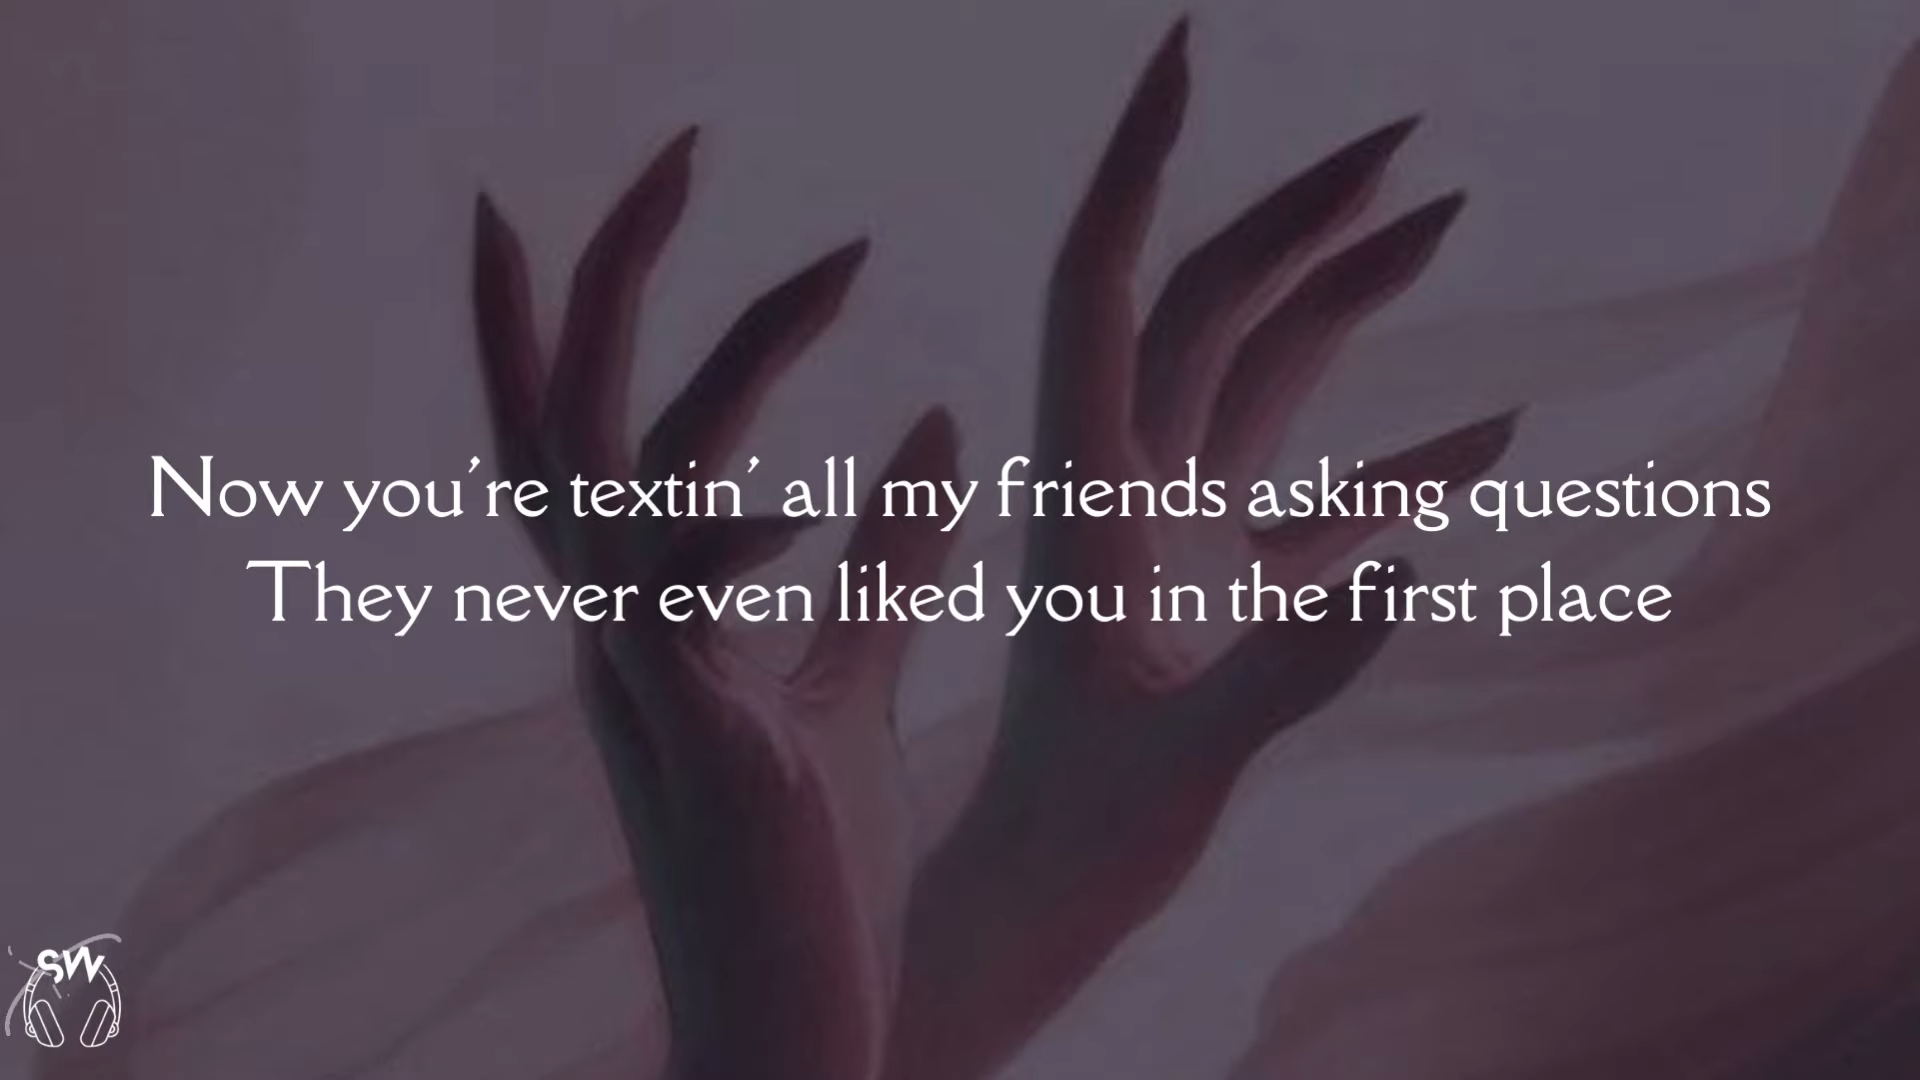 Now you're textin' all my friends asking questions
They never even liked you in the first place
SW